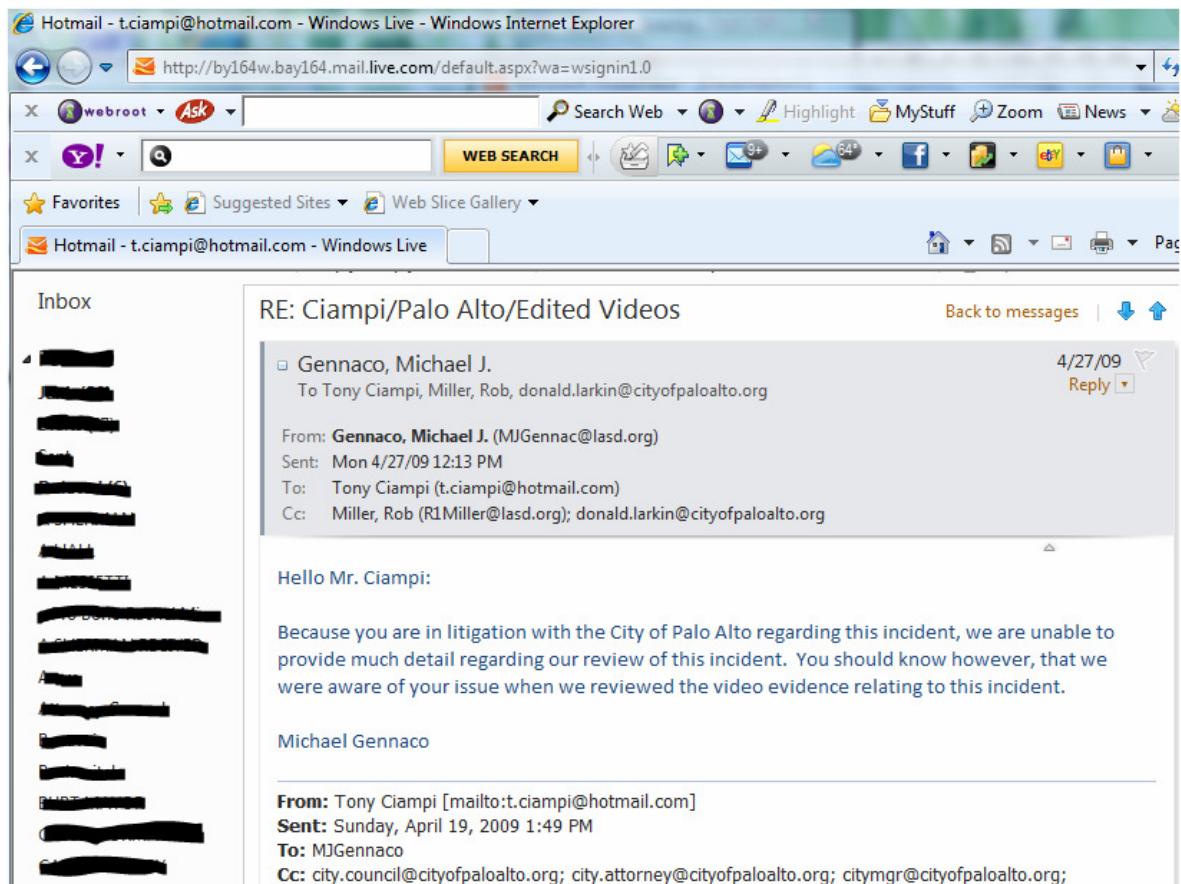 Hotmail - t.ciampi@hotmail.com - Windows Live - Windows Internet Explorer
http://by164w.bay164.mail.live.com/default.aspx?wa=wsignin1.0
x webroot Ask Search Web Highlight MyStuff Zoom News
x Y! WEB SEARCH 9+ 64° f ebY
Favorites Suggested Sites Web Slice Gallery
Hotmail - t.ciampi@hotmail.com - Windows Live Pag
Inbox
RE: Ciampi/Palo Alto/Edited Videos Back to messages
Gennaco, Michael J. 4/27/09
To Tony Ciampi, Miller, Rob, donald.larkin@cityofpaloalto.org Reply
From: Gennaco, Michael J. (MJGennac@lasd.org)
Sent: Mon 4/27/09 12:13 PM
To: Tony Ciampi (t.ciampi@hotmail.com)
Cc: Miller, Rob (R1Miller@lasd.org); donald.larkin@cityofpaloalto.org
Hello Mr. Ciampi:
Because you are in litigation with the City of Palo Alto regarding this incident, we are unable to
provide much detail regarding our review of this incident. You should know however, that we
were aware of your issue when we reviewed the video evidence relating to this incident.
Michael Gennaco
From: Tony Ciampi [mailto:t.ciampi@hotmail.com]
Sent: Sunday, April 19, 2009 1:49 PM
To: MJGennaco
Cc: city.council@cityofpaloalto.org; city.attorney@cityofpaloalto.org; citymgr@cityofpaloalto.org;